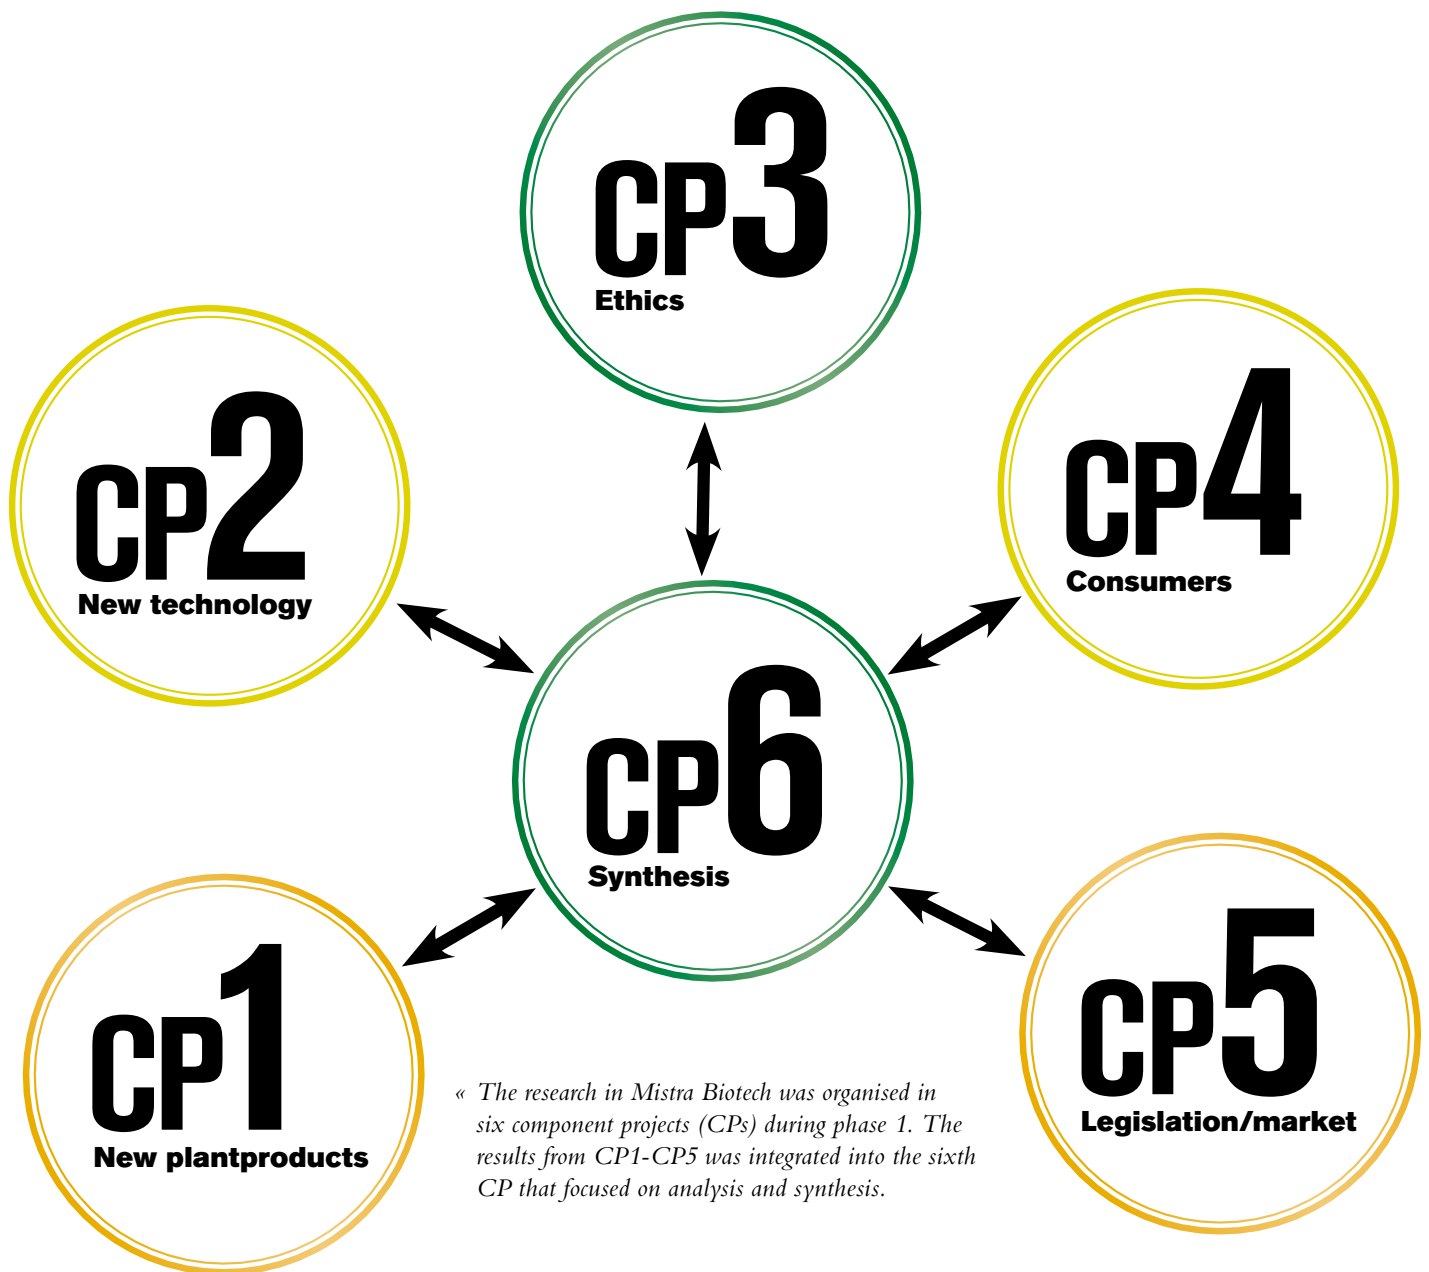 CP3
Ethics
CP2
New technology
CP4
Consumers
CP6
Synthesis
CP1
New plantproducts
CP5
Legislation/market
« The research in Mistra Biotech was organised in
six component projects (CPs) during phase 1. The
results from CP1-CP5 was integrated into the sixth
CP that focused on analysis and synthesis.